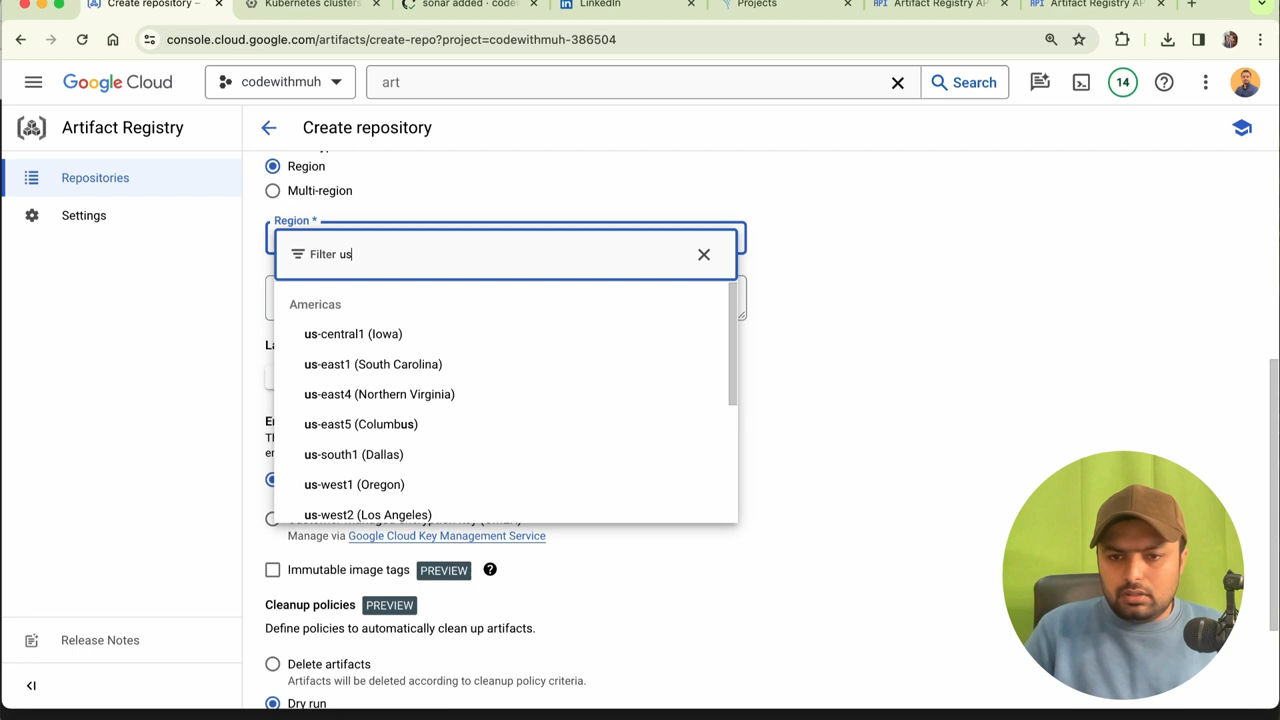 Create repository –
Kubernetes clusters
sonar added · code
LinkedIn
Projects
Artifact Registry AP
Artifact Registry AP
console.cloud.google.com/artifacts/create-repo?project=codewithmuh-386504
Google Cloud
codewithmuh
art
Search
14
Artifact Registry
Create repository
Repositories
Settings
Region
Multi-region
Region *
Filter us
Americas
us-central1 (Iowa)
us-east1 (South Carolina)
us-east4 (Northern Virginia)
us-east5 (Columbus)
us-south1 (Dallas)
us-west1 (Oregon)
us-west2 (Los Angeles)
Manage via Google Cloud Key Management Service
Immutable image tags PREVIEW
Cleanup policies PREVIEW
Define policies to automatically clean up artifacts.
Delete artifacts
Artifacts will be deleted according to cleanup policy criteria.
Dry run
Release Notes